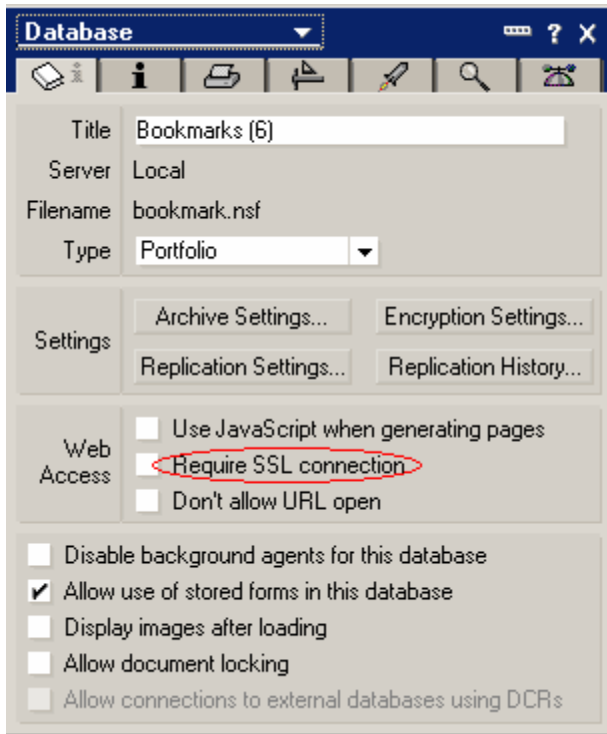 Database
? X
i i
Title Bookmarks (6)
Server Local
Filename bookmark.nsf
Type Portfolio
Settings
Archive Settings... Encryption Settings...
Replication Settings... Replication History...
Web Access
Use JavaScript when generating pages
Require SSL connection
Don't allow URL open
Disable background agents for this database
Allow use of stored forms in this database
Display images after loading
Allow document locking
Allow connections to external databases using DCRs